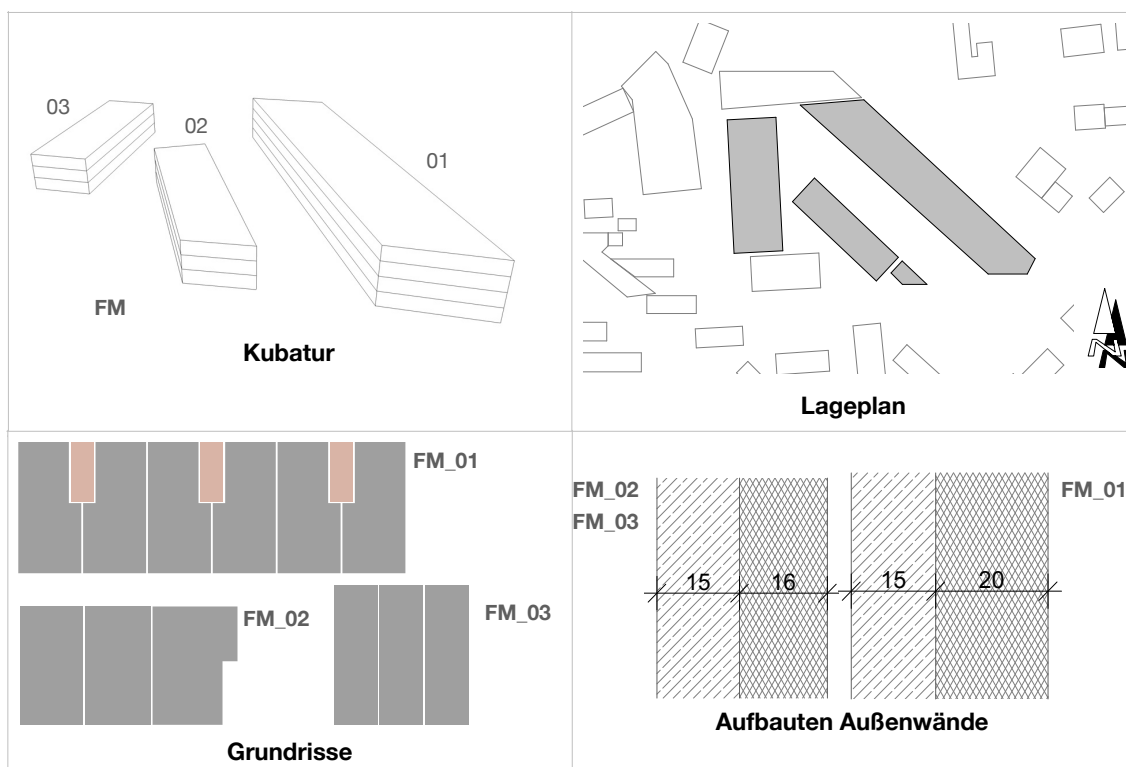 03
02
01
FM
Kubatur
N
Lageplan
FM_01
FM_02
FM_03
Grundrisse
FM_02
FM_03
FM_01
15
16
15
20
Aufbauten Außenwände